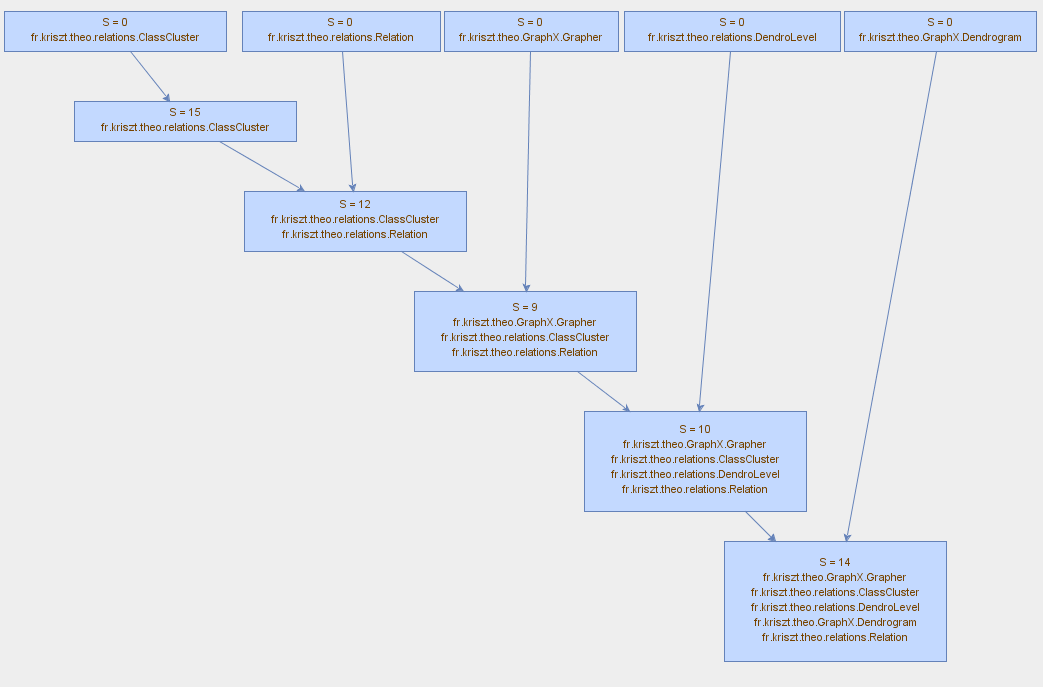 S = 0
fr.kriszt.theo.relations.ClassCluster
S = 0
fr.kriszt.theo.relations.Relation
S = 0
fr.kriszt.theo.GraphX.Grapher
S = 0
fr.kriszt.theo.relations.DendroLevel
S = 0
fr.kriszt.theo.GraphX.Dendrogram
S = 15
fr.kriszt.theo.relations.ClassCluster
S = 12
fr.kriszt.theo.relations.ClassCluster
fr.kriszt.theo.relations.Relation
S = 9
fr.kriszt.theo.GraphX.Grapher
fr.kriszt.theo.relations.ClassCluster
fr.kriszt.theo.relations.Relation
S = 10
fr.kriszt.theo.GraphX.Grapher
fr.kriszt.theo.relations.ClassCluster
fr.kriszt.theo.relations.DendroLevel
fr.kriszt.theo.relations.Relation
S = 14
fr.kriszt.theo.GraphX.Grapher
fr.kriszt.theo.relations.ClassCluster
fr.kriszt.theo.relations.DendroLevel
fr.kriszt.theo.GraphX.Dendrogram
fr.kriszt.theo.relations.Relation